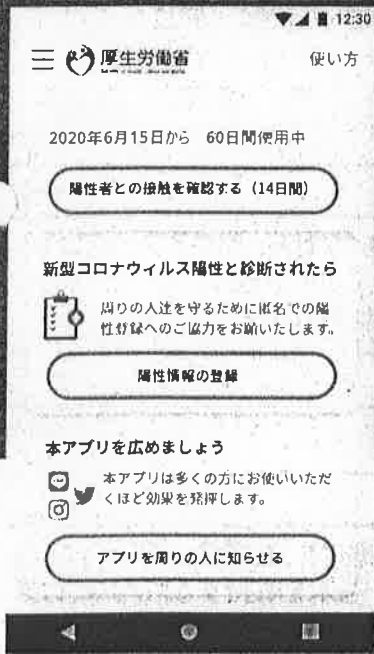 12:30
厚生労働省
使い方
2020年6月15日から 60日間使用中
陽性者との接触を確認する（14日間）
新型コロナウィルス陽性と診断されたら
周りの人達を守るために匿名での陽
性登録へのご協力をお願いいたします。
陽性情報の登録
本アプリを広めましょう
本アプリは多くの方にお使いいただ
くほど効果を発揮します。
アプリを周りの人に知らせる